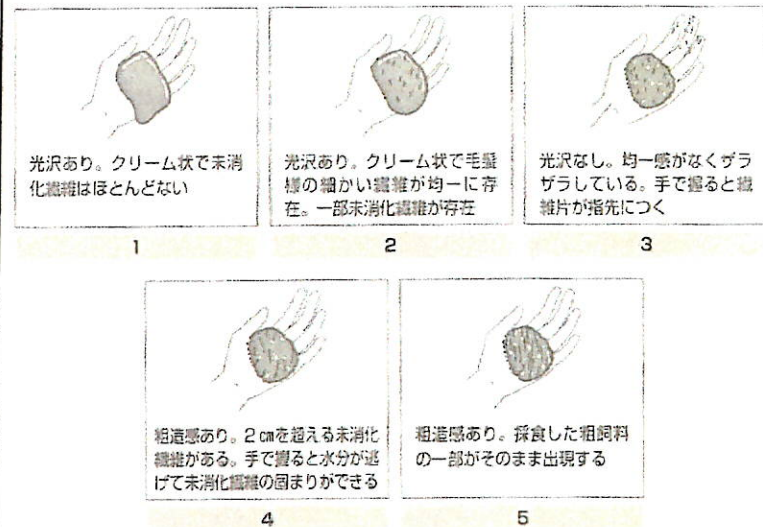 光沢あり。クリーム状で未消
化繊維はほとんどない
1
光沢あり。クリーム状で毛髪
様の細かい繊維が均一に存
在。一部未消化繊維が存在
2
光沢なし。均一感がなくザラ
ザラしている。手で握ると繊
維片が指先につく
3
粗造感あり。2cmを超える未消化
繊維がある。手で握ると水分が逃
げて未消化繊維の固まりができる
4
粗造感あり。採食した粗飼料
の一部がそのまま出現する
5